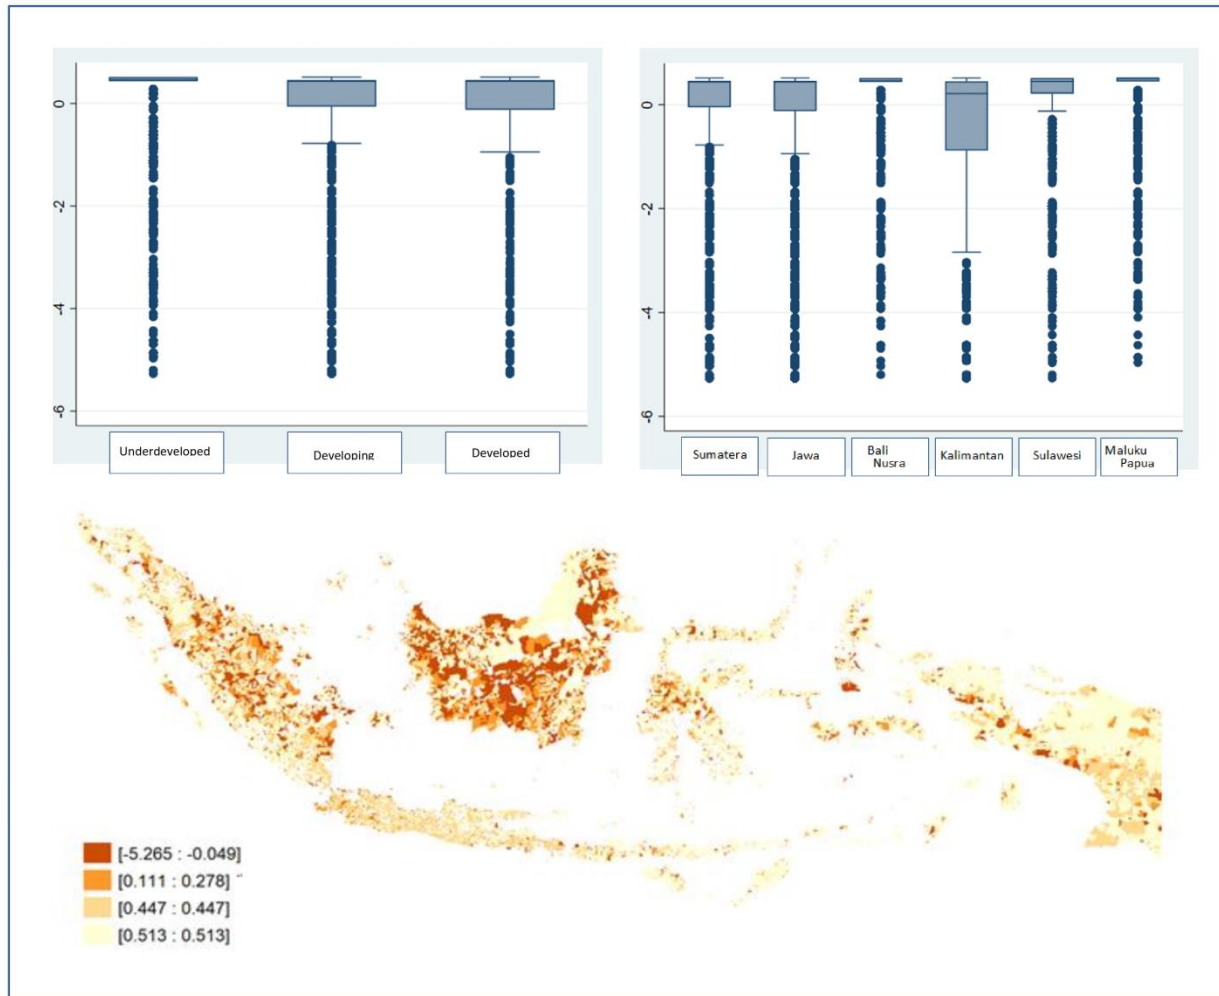 0
-2
-4
-6
Underdeveloped
Developing
Developed
0
-2
-4
-6
Sumatera
Jawa
Bali
Nusra
Kalimantan
Sulawesi
Maluku
Papua
[-5.265 : -0.049]
[0.111 : 0.278]
[0.447 : 0.447]
[0.513 : 0.513]